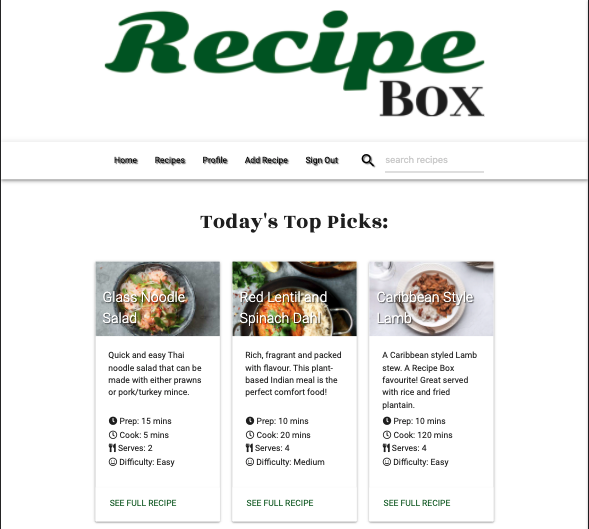 Recipe
Box
Home Recipes Profile Add Recipe Sign Out search recipes
Today's Top Picks:
Glass Noodle
Salad
Quick and easy Thai
noodle salad that can be
made with either prawns
or pork/turkey mince.
Prep: 15 mins
Cook: 5 mins
Serves: 2
Difficulty: Easy
SEE FULL RECIPE
Red Lentil and
Spinach Dahl
Rich, fragrant and packed
with flavour. This plant-
based Indian meal is the
perfect comfort food!
Prep: 10 mins
Cook: 20 mins
Serves: 4
Difficulty: Medium
SEE FULL RECIPE
Caribbean Style
Lamb
A Caribbean styled Lamb
stew. A Recipe Box
favourite! Great served
with rice and fried
plantain.
Prep: 10 mins
Cook: 120 mins
Serves: 4
Difficulty: Easy
SEE FULL RECIPE